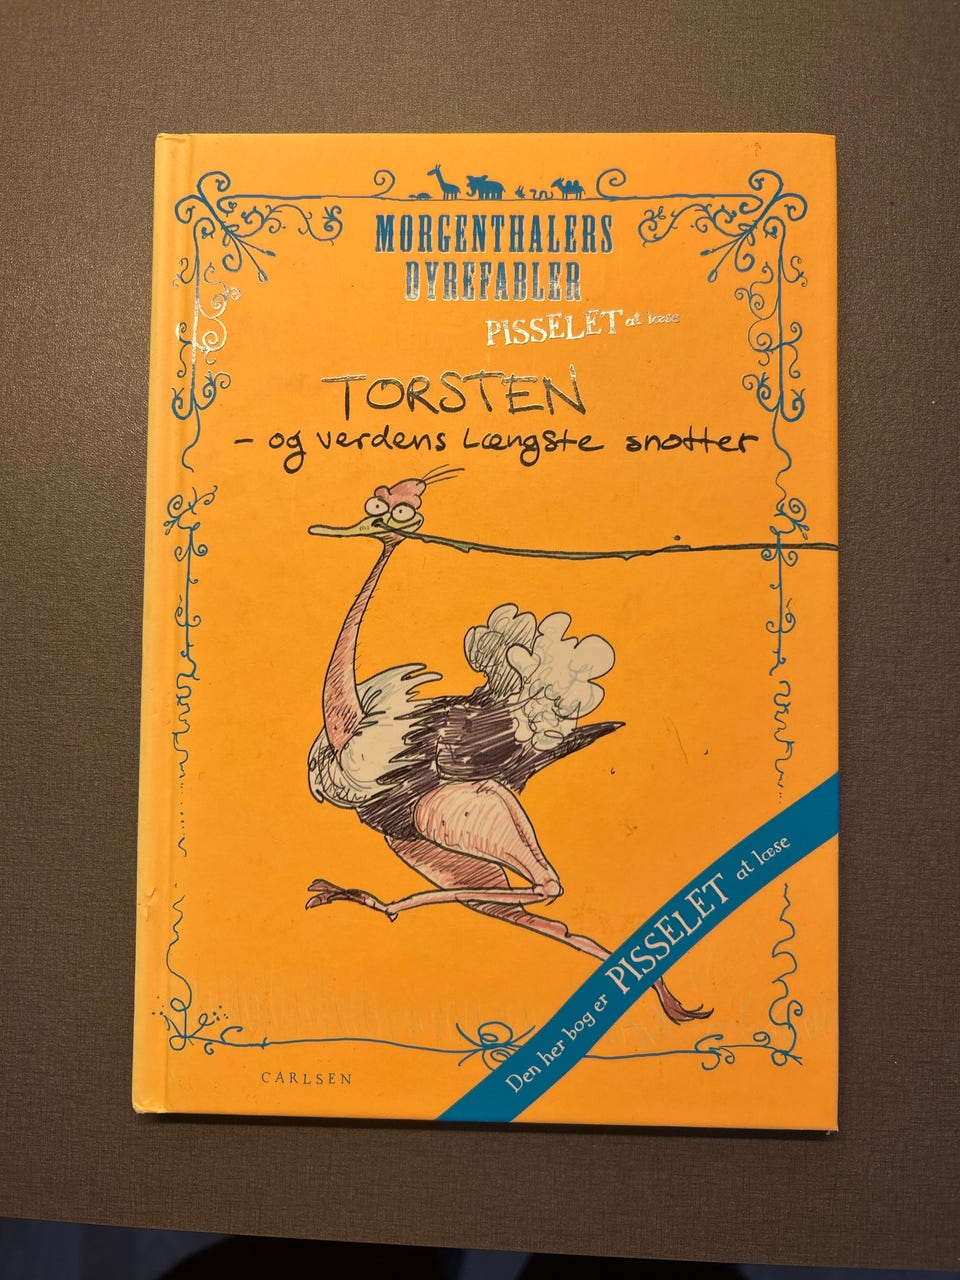 MORGENTHALERS
DYREFABLER
PISSELET at læse
TORSTEN
- og verdens Længste snotter
Den her bog er PISSELET at læse
CARLSEN